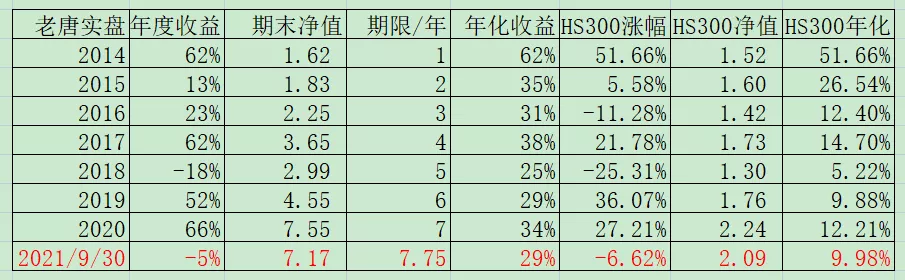 老唐实盘 年度收益 期末净值 期限/年 年化收益 HS300涨幅 HS300净值 HS300年化
2014 62% 1.62 1 62% 51.66% 1.52 51.66%
2015 13% 1.83 2 35% 5.58% 1.60 26.54%
2016 23% 2.25 3 31% -11.28% 1.42 12.40%
2017 62% 3.65 4 38% 21.78% 1.73 14.70%
2018 -18% 2.99 5 25% -25.31% 1.30 5.22%
2019 52% 4.55 6 29% 36.07% 1.76 9.88%
2020 66% 7.55 7 34% 27.21% 2.24 12.21%
2021/9/30 -5% 7.17 7.75 29% -6.62% 2.09 9.98%